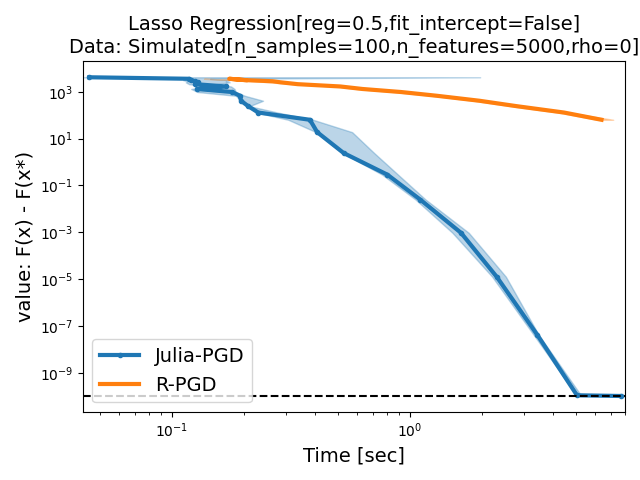 Lasso Regression[reg=0.5,fit_intercept=False]
Data: Simulated[n_samples=100,n_features=5000,rho=0]
value: F(x) - F(x*)
10³
10¹
10⁻¹
10⁻³
10⁻⁵
10⁻⁷
10⁻⁹
Julia-PGD
R-PGD
10⁻¹
10⁰
Time [sec]